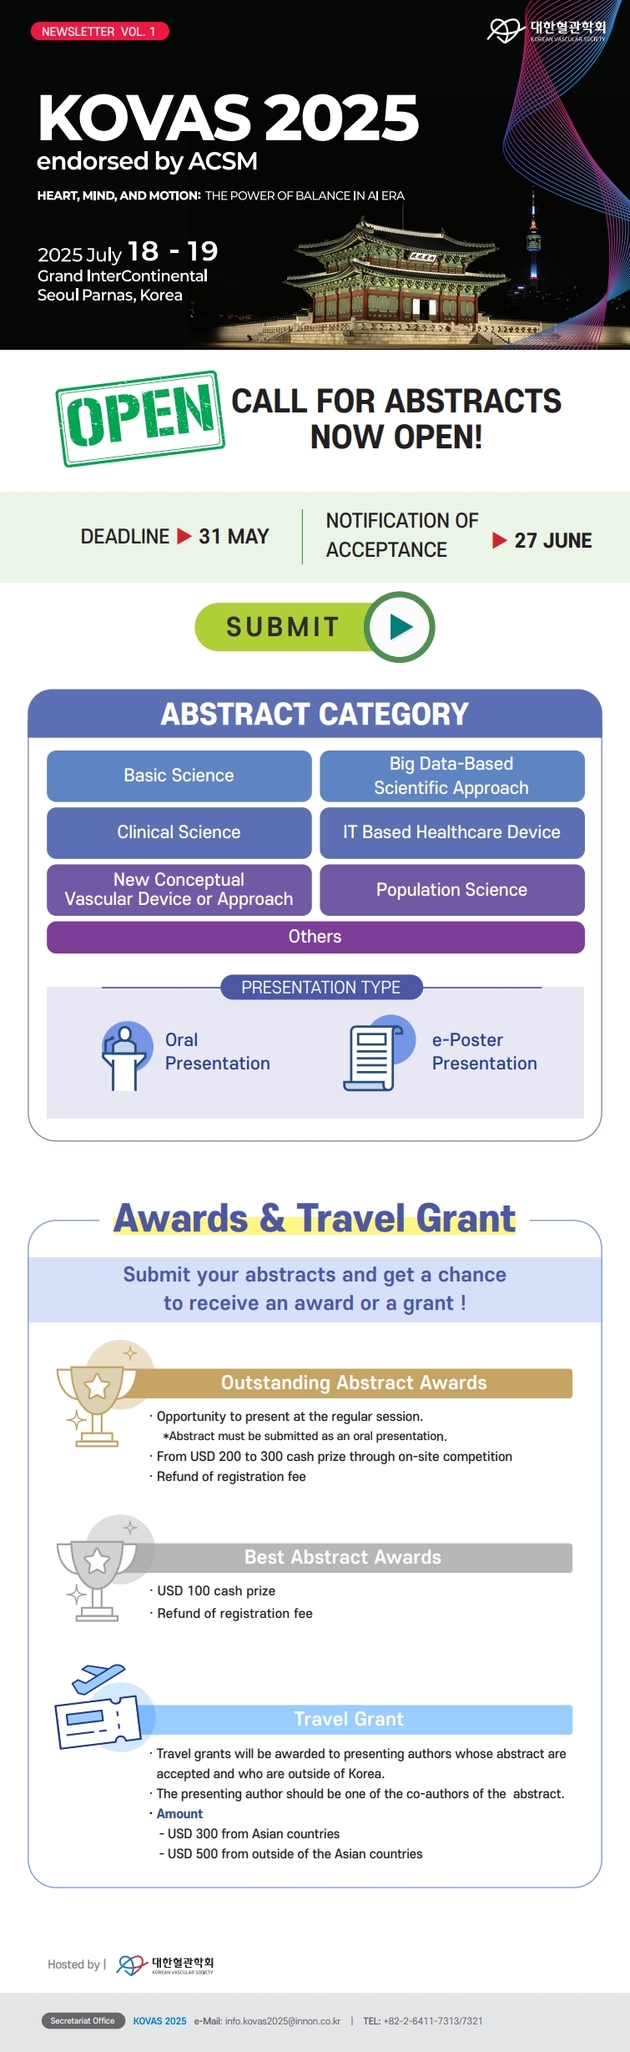 NEWSLETTER VOL. 1
대한혈관학회
KOREAN VASCULAR SOCIETY
KOVAS 2025
endorsed by ACSM
HEART, MIND, AND MOTION: THE POWER OF BALANCE IN AI ERA
2025 July 18 - 19
Grand InterContinental
Seoul Parnas, Korea
OPEN
CALL FOR ABSTRACTS
NOW OPEN!
DEADLINE ▶ 31 MAY
NOTIFICATION OF
ACCEPTANCE ▶ 27 JUNE
SUBMIT
ABSTRACT CATEGORY
Basic Science
Big Data-Based
Scientific Approach
Clinical Science
IT Based Healthcare Device
New Conceptual
Vascular Device or Approach
Population Science
Others
PRESENTATION TYPE
Oral
Presentation
e-Poster
Presentation
Awards & Travel Grant
Submit your abstracts and get a chance
to receive an award or a grant !
Outstanding Abstract Awards
· Opportunity to present at the regular session.
*Abstract must be submitted as an oral presentation.
· From USD 200 to 300 cash prize through on-site competition
· Refund of registration fee
Best Abstract Awards
· USD 100 cash prize
· Refund of registration fee
Travel Grant
· Travel grants will be awarded to presenting authors whose abstract are
accepted and who are outside of Korea.
· The presenting author should be one of the co-authors of the abstract.
· Amount
- USD 300 from Asian countries
- USD 500 from outside of the Asian countries
Hosted by | 대한혈관학회
KOREAN VASCULAR SOCIETY
Secretariat Office KOVAS 2025 e-Mail: info.kovas2025@innon.co.kr | TEL: +82-2-6411-7313/7321